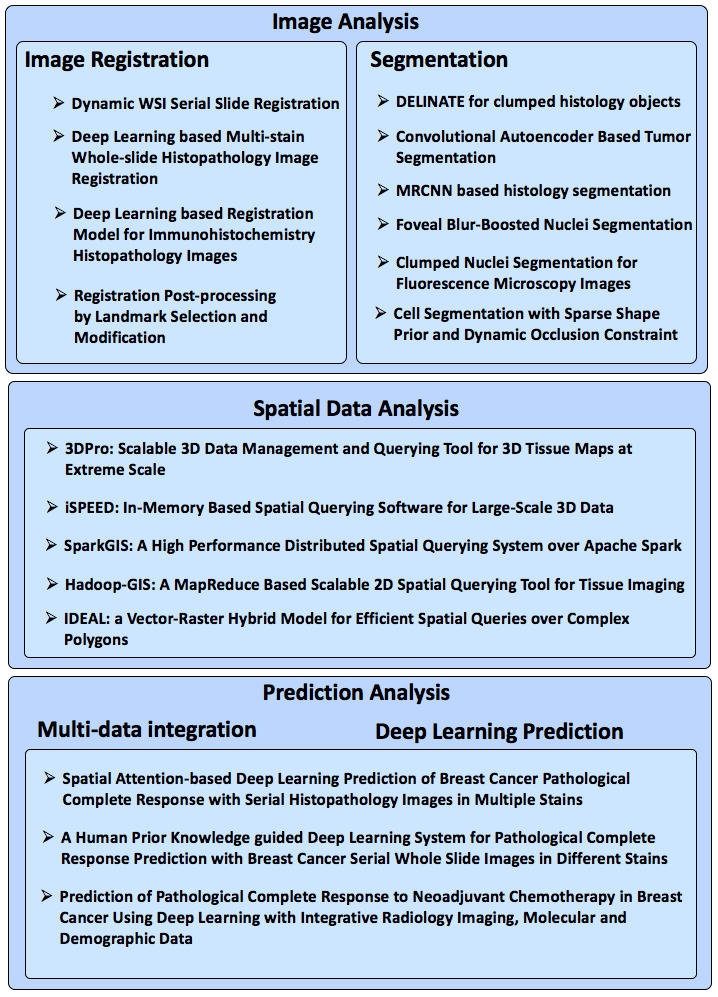 Image Analysis
Image Registration
➢ Dynamic WSI Serial Slide Registration
➢ Deep Learning based Multi-stain
Whole-slide Histopathology Image
Registration
➢ Deep Learning based Registration
Model for Immunohistochemistry
Histopathology Images
➢ Registration Post-processing
by Landmark Selection and
Modification
Segmentation
➢ DELINATE for clumped histology objects
➢ Convolutional Autoencoder Based Tumor
Segmentation
➢ MRCNN based histology segmentation
➢ Foveal Blur-Boosted Nuclei Segmentation
➢ Clumped Nuclei Segmentation for
Fluorescence Microscopy Images
➢ Cell Segmentation with Sparse Shape
Prior and Dynamic Occlusion Constraint
Spatial Data Analysis
➢ 3DPro: Scalable 3D Data Management and Querying Tool for 3D Tissue Maps at
Extreme Scale
➢ iSPEED: In-Memory Based Spatial Querying Software for Large-Scale 3D Data
➢ SparkGIS: A High Performance Distributed Spatial Querying System over Apache Spark
➢ Hadoop-GIS: A MapReduce Based Scalable 2D Spatial Querying Tool for Tissue Imaging
➢ IDEAL: a Vector-Raster Hybrid Model for Efficient Spatial Queries over Complex
Polygons
Prediction Analysis
Multi-data integration
Deep Learning Prediction
➢ Spatial Attention-based Deep Learning Prediction of Breast Cancer Pathological
Complete Response with Serial Histopathology Images in Multiple Stains
➢ A Human Prior Knowledge guided Deep Learning System for Pathological Complete
Response Prediction with Breast Cancer Serial Whole Slide Images in Different Stains
➢ Prediction of Pathological Complete Response to Neoadjuvant Chemotherapy in Breast
Cancer Using Deep Learning with Integrative Radiology Imaging, Molecular and
Demographic Data